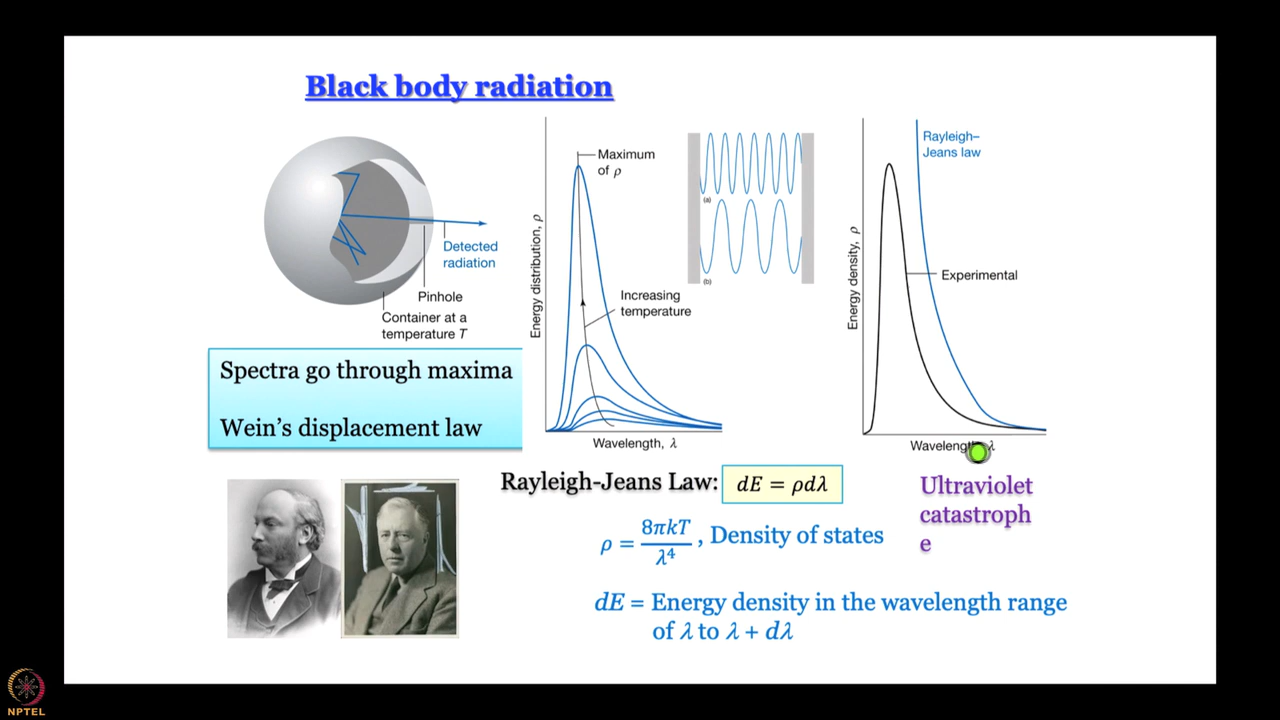 Black body radiation
Detected
radiation
Pinhole
Container at a
temperature T
Spectra go through maxima
Wein's displacement law
Energy distribution, ρ
Maximum
of ρ
Increasing
temperature
Wavelength, λ
(a)
(b)
Energy density, ρ
Rayleigh–
Jeans law
Experimental
Wavelength, λ
Rayleigh-Jeans Law: dE = ρdλ
ρ = 8πkT/λ⁴ , Density of states
dE = Energy density in the wavelength range
of λ to λ + dλ
Ultraviolet
catastroph
e
NPTEL